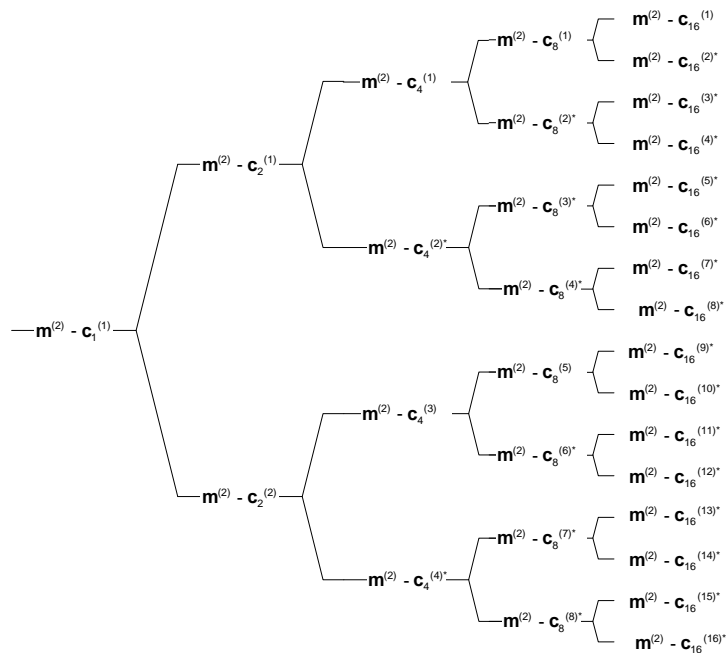 m(2) - c16(1)
m(2) - c8(1)
m(2) - c16(2)*
m(2) - c4(1)
m(2) - c16(3)*
m(2) - c8(2)*
m(2) - c16(4)*
m(2) - c2(1)
m(2) - c16(5)*
m(2) - c8(3)*
m(2) - c16(6)*
m(2) - c4(2)*
m(2) - c16(7)*
m(2) - c8(4)*
m(2) - c16(8)*
m(2) - c1(1)
m(2) - c16(9)*
m(2) - c8(5)
m(2) - c16(10)*
m(2) - c4(3)
m(2) - c16(11)*
m(2) - c8(6)*
m(2) - c16(12)*
m(2) - c2(2)
m(2) - c16(13)*
m(2) - c8(7)*
m(2) - c16(14)*
m(2) - c4(4)*
m(2) - c16(15)*
m(2) - c8(8)*
m(2) - c16(16)*